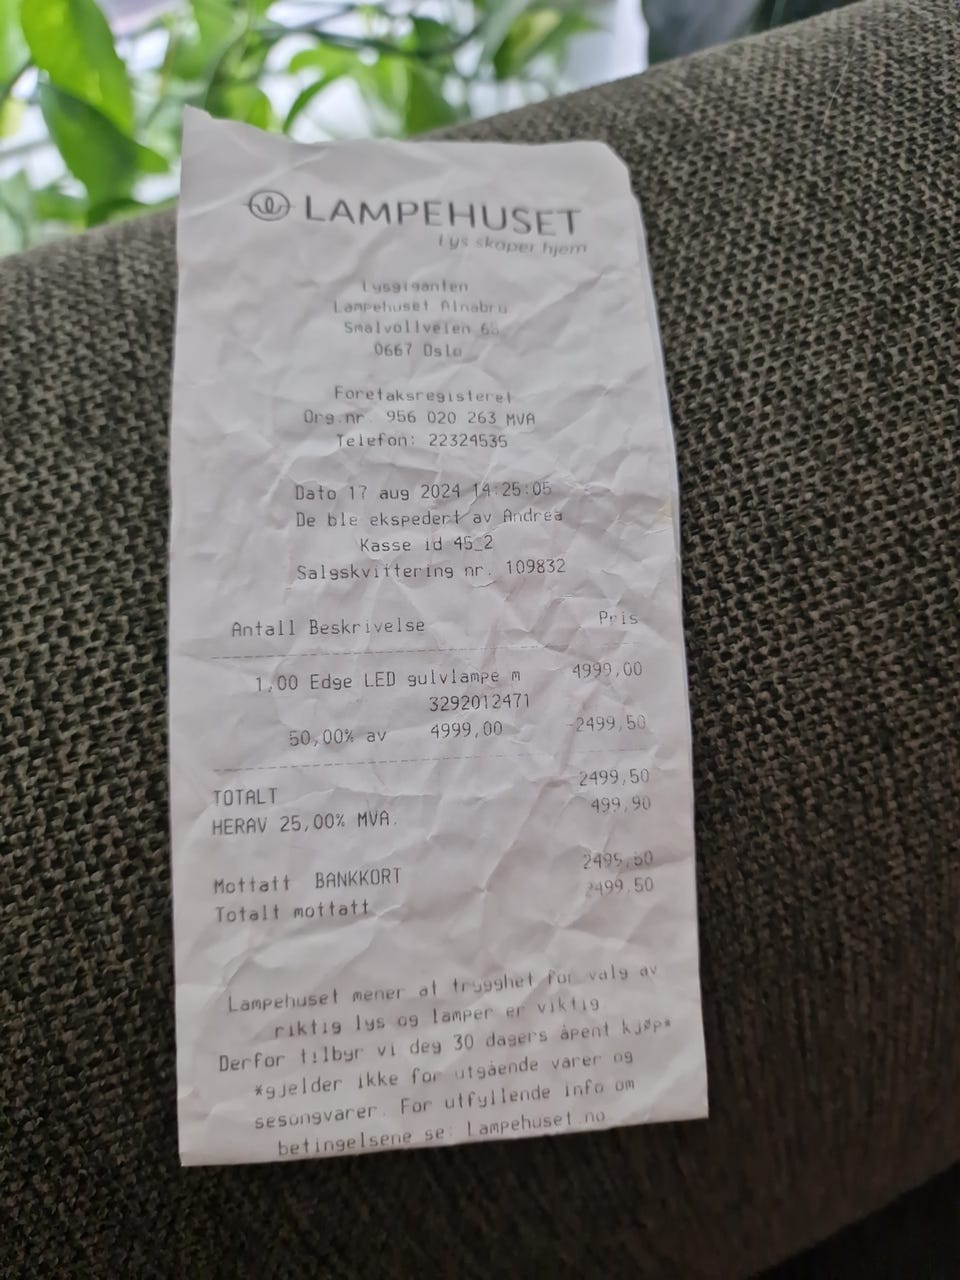 LAMPEHUSET
Lys skaper hjem
Lysgiganten
Lampehuset Alnabru
Smalvollveien 65
0667 Oslo
Foretaksregisteret
Org.nr. 956 020 263 MVA
Telefon: 22324535
Dato 17 aug 2024 14:25:05
De ble ekspedert av Andrea
Kasse id 45_2
Salgskvittering nr. 109832
Antall Beskrivelse Pris
1,00 Edge LED gulvlampe m 4999,00
3292012471
50,00% av 4999,00 -2499,50
TOTALT 2499,50
HERAV 25,00% MVA. 499,90
Mottatt BANKKORT 2499,50
Totalt mottatt 2499,50
Lampehuset mener at trygghet for valg av
riktig lys og lamper er viktig
Derfor tilbyr vi deg 30 dagers åpent kjøp*
*gjelder ikke for utgående varer og
sesongvarer. For utfyllende info om
betingelsene se: Lampehuset.no